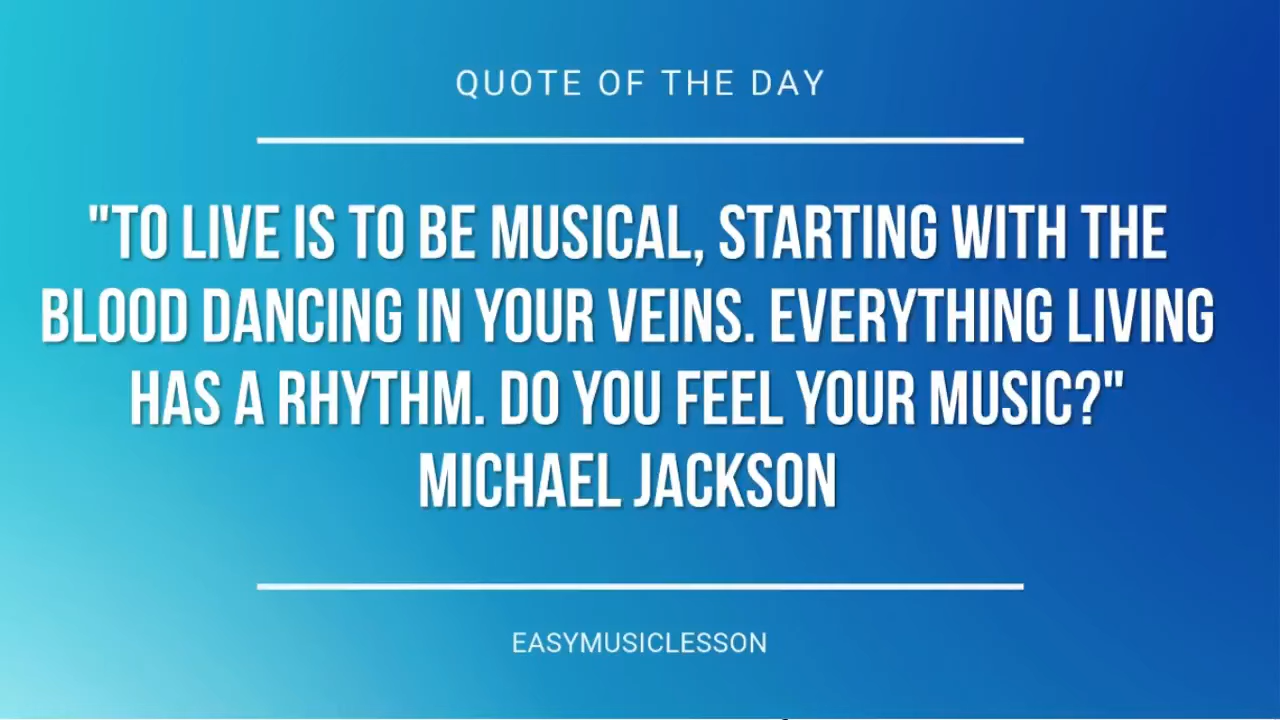 QUOTE OF THE DAY
"TO LIVE IS TO BE MUSICAL, STARTING WITH THE
BLOOD DANCING IN YOUR VEINS. EVERYTHING LIVING
HAS A RHYTHM. DO YOU FEEL YOUR MUSIC?"
MICHAEL JACKSON
EASYMUSICLESSON